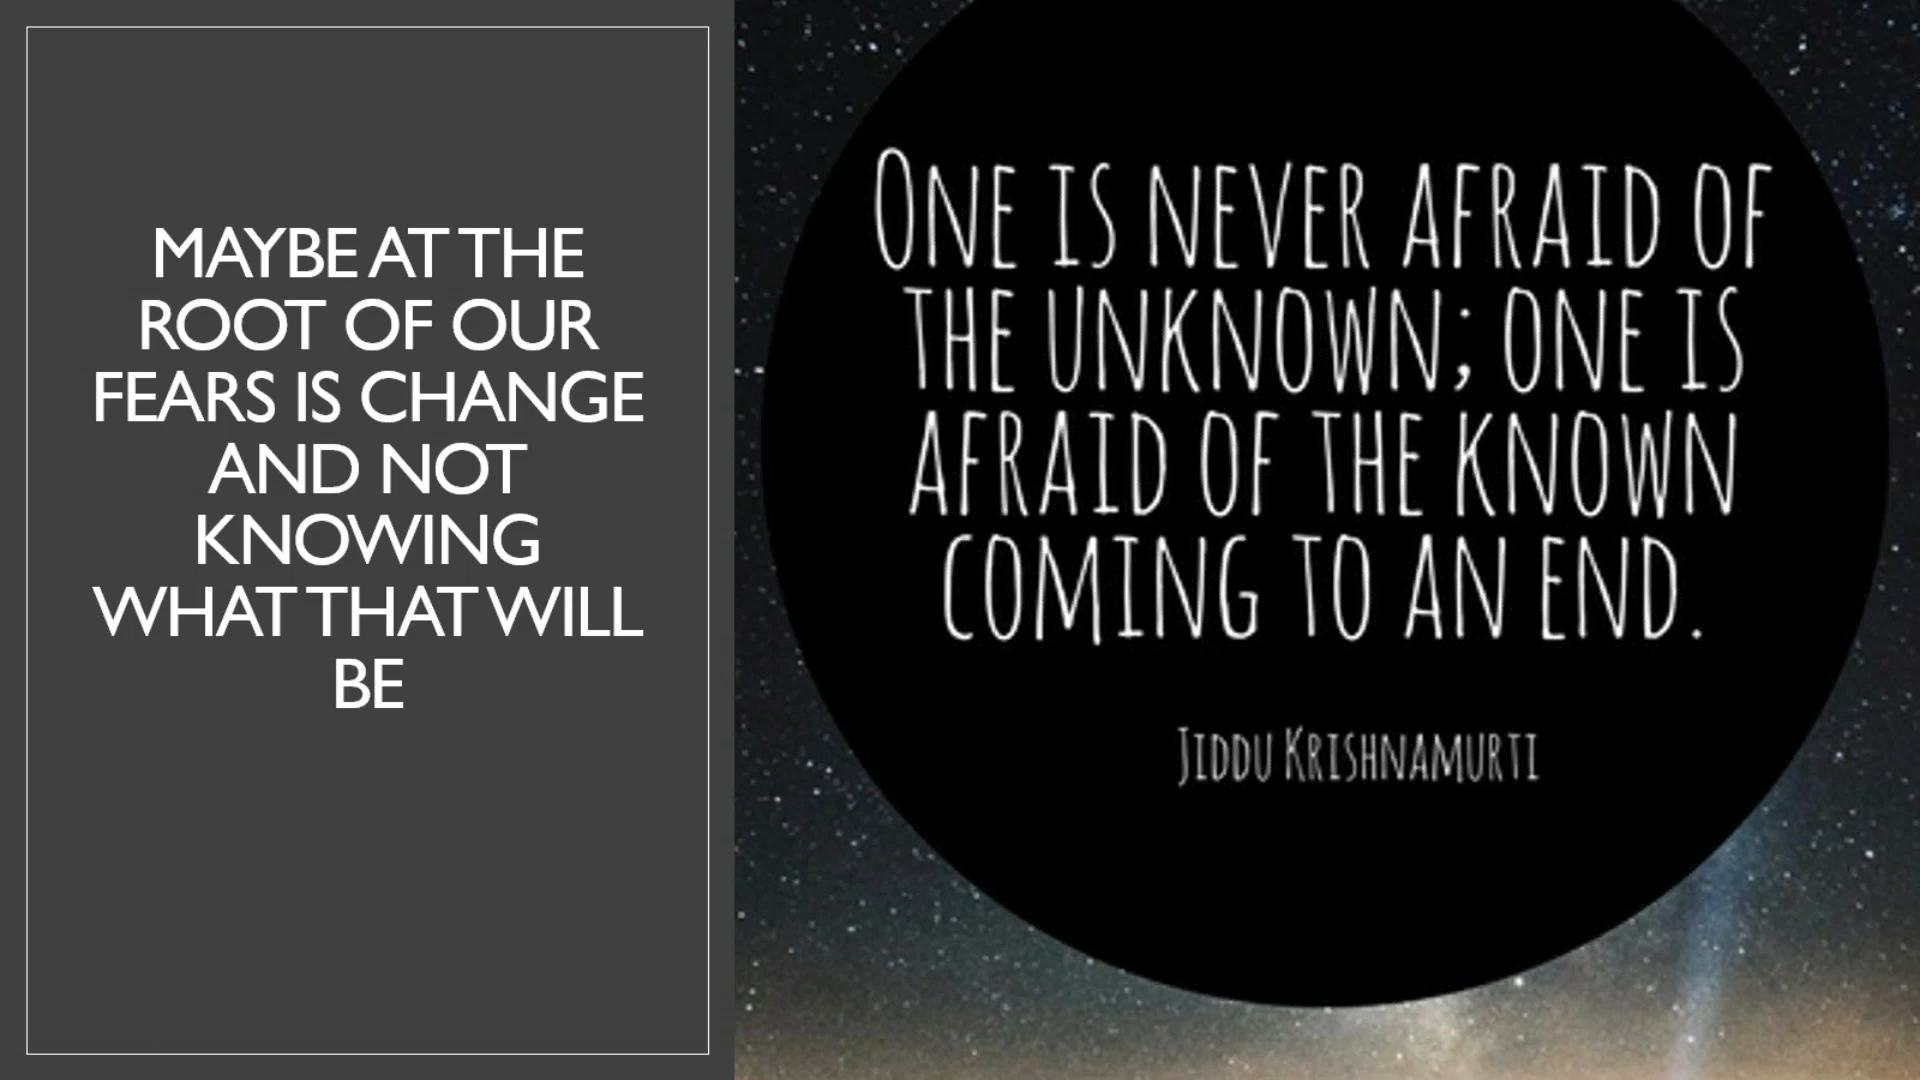 MAYBE AT THE
ROOT OF OUR
FEARS IS CHANGE
AND NOT
KNOWING
WHAT THAT WILL
BE
ONE IS NEVER AFRAID OF
THE UNKNOWN; ONE IS
AFRAID OF THE KNOWN
COMING TO AN END.
JIDDU KRISHNAMURTI